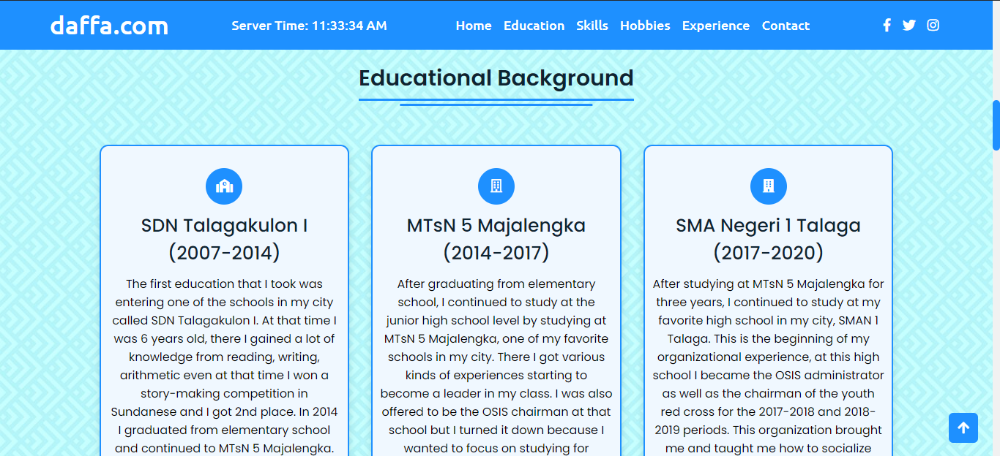 daffa.com
Server Time: 11:33:34 AM
Home Education Skills Hobbies Experience Contact
Educational Background
SDN Talagakulon I
(2007-2014)
The first education that I took was
entering one of the schools in my city
called SDN Talagakulon I. At that time I
was 6 years old, there I gained a lot of
knowledge from reading, writing,
arithmetic even at that time I won a
story-making competition in
Sundanese and I got 2nd place. In 2014
I graduated from elementary school
and continued to MTsN 5 Majalengka.
MTsN 5 Majalengka
(2014-2017)
After graduating from elementary
school, I continued to study at the
junior high school level by studying at
MTsN 5 Majalengka, one of my favorite
schools in my city. There I got various
kinds of experiences starting to
become a leader in my class. I was also
offered to be the OSIS chairman at that
school but I turned it down because I
wanted to focus on studying for
SMA Negeri 1 Talaga
(2017-2020)
After studying at MTsN 5 Majalengka for
three years, I continued to study at my
favorite high school in my city, SMAN 1
Talaga. This is the beginning of my
organizational experience, at this high
school I became the OSIS administrator
as well as the chairman of the youth
red cross for the 2017-2018 and 2018-
2019 periods. This organization brought
me and taught me how to socialize